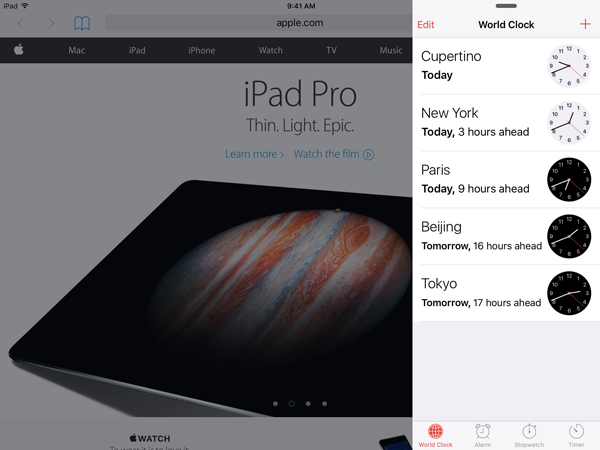 iPad 9:41 AM
apple.com
Mac iPad iPhone Watch TV Music
iPad Pro
Thin. Light. Epic.
Learn more › Watch the film
WATCH
Edit World Clock +
Cupertino
Today
New York
Today, 3 hours ahead
Paris
Today, 9 hours ahead
Beijing
Tomorrow, 16 hours ahead
Tokyo
Tomorrow, 17 hours ahead
World Clock Alarm Stopwatch Timer